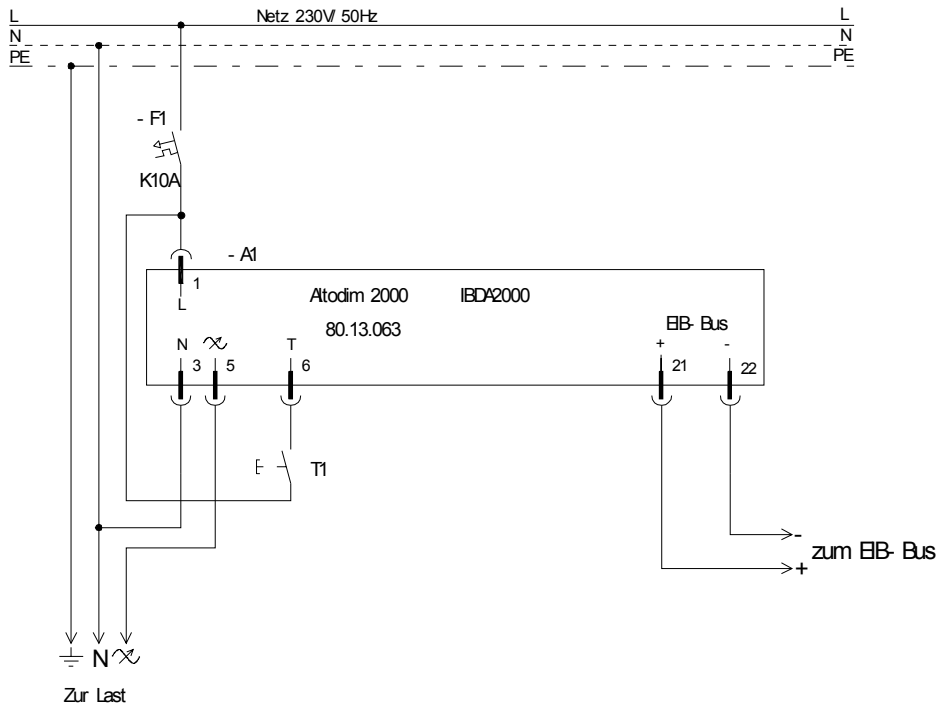 L Netz 230V/ 50Hz L
N N
PE PE
- F1
K10A
- A1
1
L
Altodim 2000 IBDA2000
80.13.063
EIB- Bus
N T + -
3 5 6 21 22
T1
-
zum EIB- Bus
+
N
Zur Last